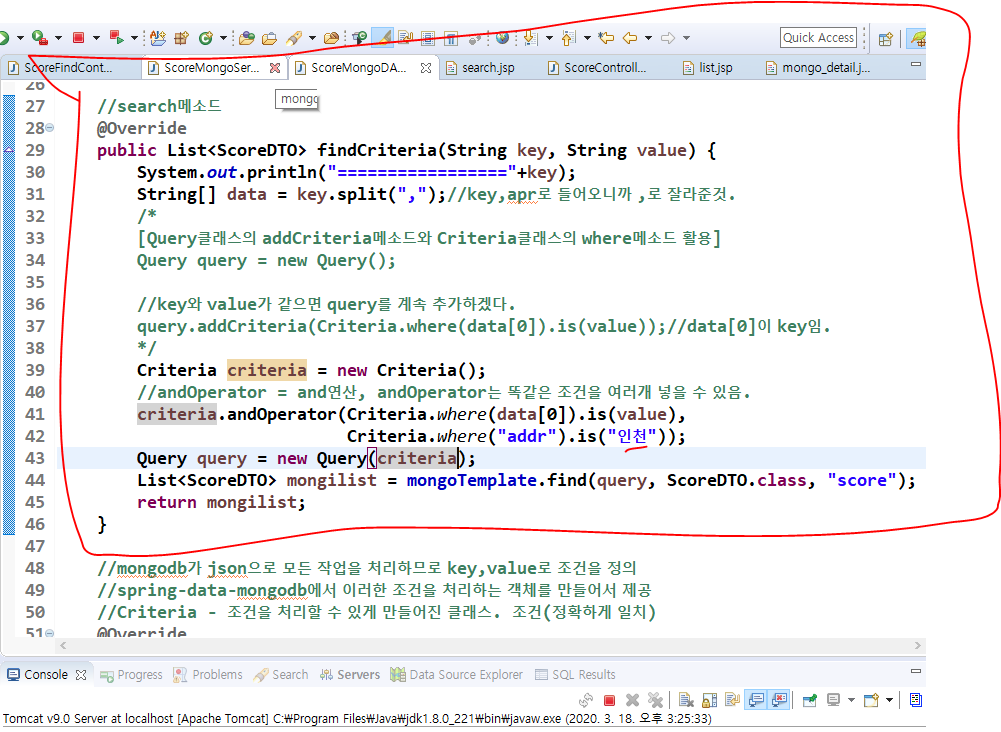 Quick Access
ScoreFindCont...
ScoreMongoSer...
ScoreMongoDA...
search.jsp
ScoreControll...
list.jsp
mongo_detail.j...
26
27 //search메소드
mongo
28 @Override
29 public List<ScoreDTO> findCriteria(String key, String value) {
30 System.out.println("================="+key);
31 String[] data = key.split(",");//key,apr로 들어오니까 ,로 잘라준것.
32 /*
33 [Query클래스의 addCriteria메소드와 Criteria클래스의 where메소드 활용]
34 Query query = new Query();
35
36 //key와 value가 같으면 query를 계속 추가하겠다.
37 query.addCriteria(Criteria.where(data[0]).is(value));//data[0]이 key임.
38 */
39 Criteria criteria = new Criteria();
40 //andOperator = and연산, andOperator는 똑같은 조건을 여러개 넣을 수 있음.
41 criteria.andOperator(Criteria.where(data[0]).is(value),
42 Criteria.where("addr").is("인천"));
43 Query query = new Query(criteria);
44 List<ScoreDTO> mongilist = mongoTemplate.find(query, ScoreDTO.class, "score");
45 return mongilist;
46 }
47
48 //mongodb가 json으로 모든 작업을 처리하므로 key,value로 조건을 정의
49 //spring-data-mongodb에서 이러한 조건을 처리하는 객체를 만들어서 제공
50 //Criteria - 조건을 처리할 수 있게 만들어진 클래스. 조건(정확하게 일치)
51 @Override
Console Progress Problems Search Servers Data Source Explorer SQL Results
Tomcat v9.0 Server at localhost [Apache Tomcat] C:₩Program Files₩Java₩jdk1.8.0_221₩bin₩javaw.exe (2020. 3. 18. 오후 3:25:33)